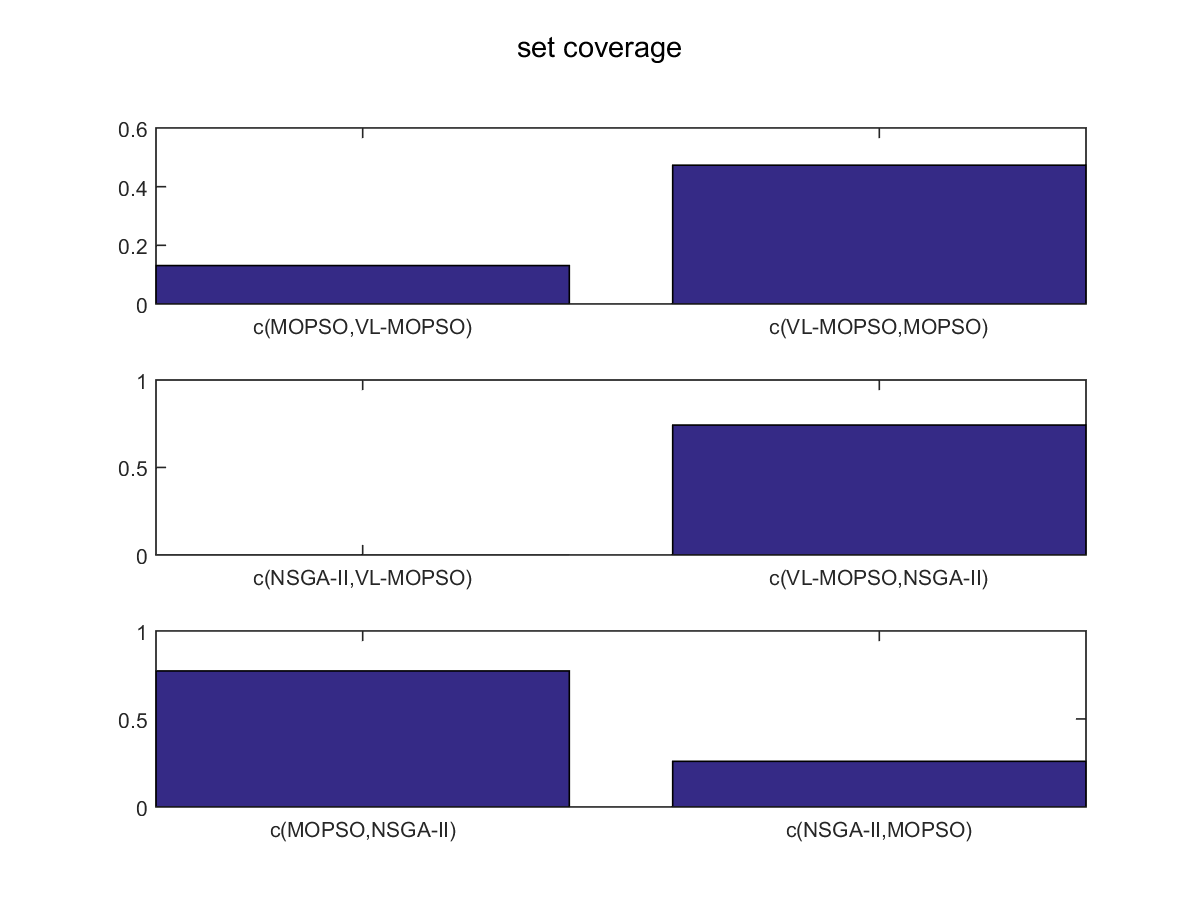 set coverage
0.6
0.4
0.2
0
c(MOPSO,VL-MOPSO) c(VL-MOPSO,MOPSO)
1
0.5
0
c(NSGA-II,VL-MOPSO) c(VL-MOPSO,NSGA-II)
1
0.5
0
c(MOPSO,NSGA-II) c(NSGA-II,MOPSO)